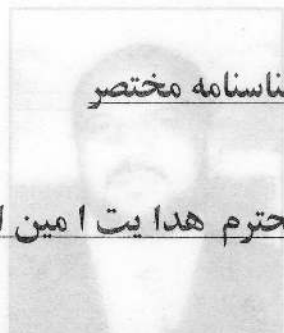 ناسنامه مختصر
حترم هدا یت ا مین ا